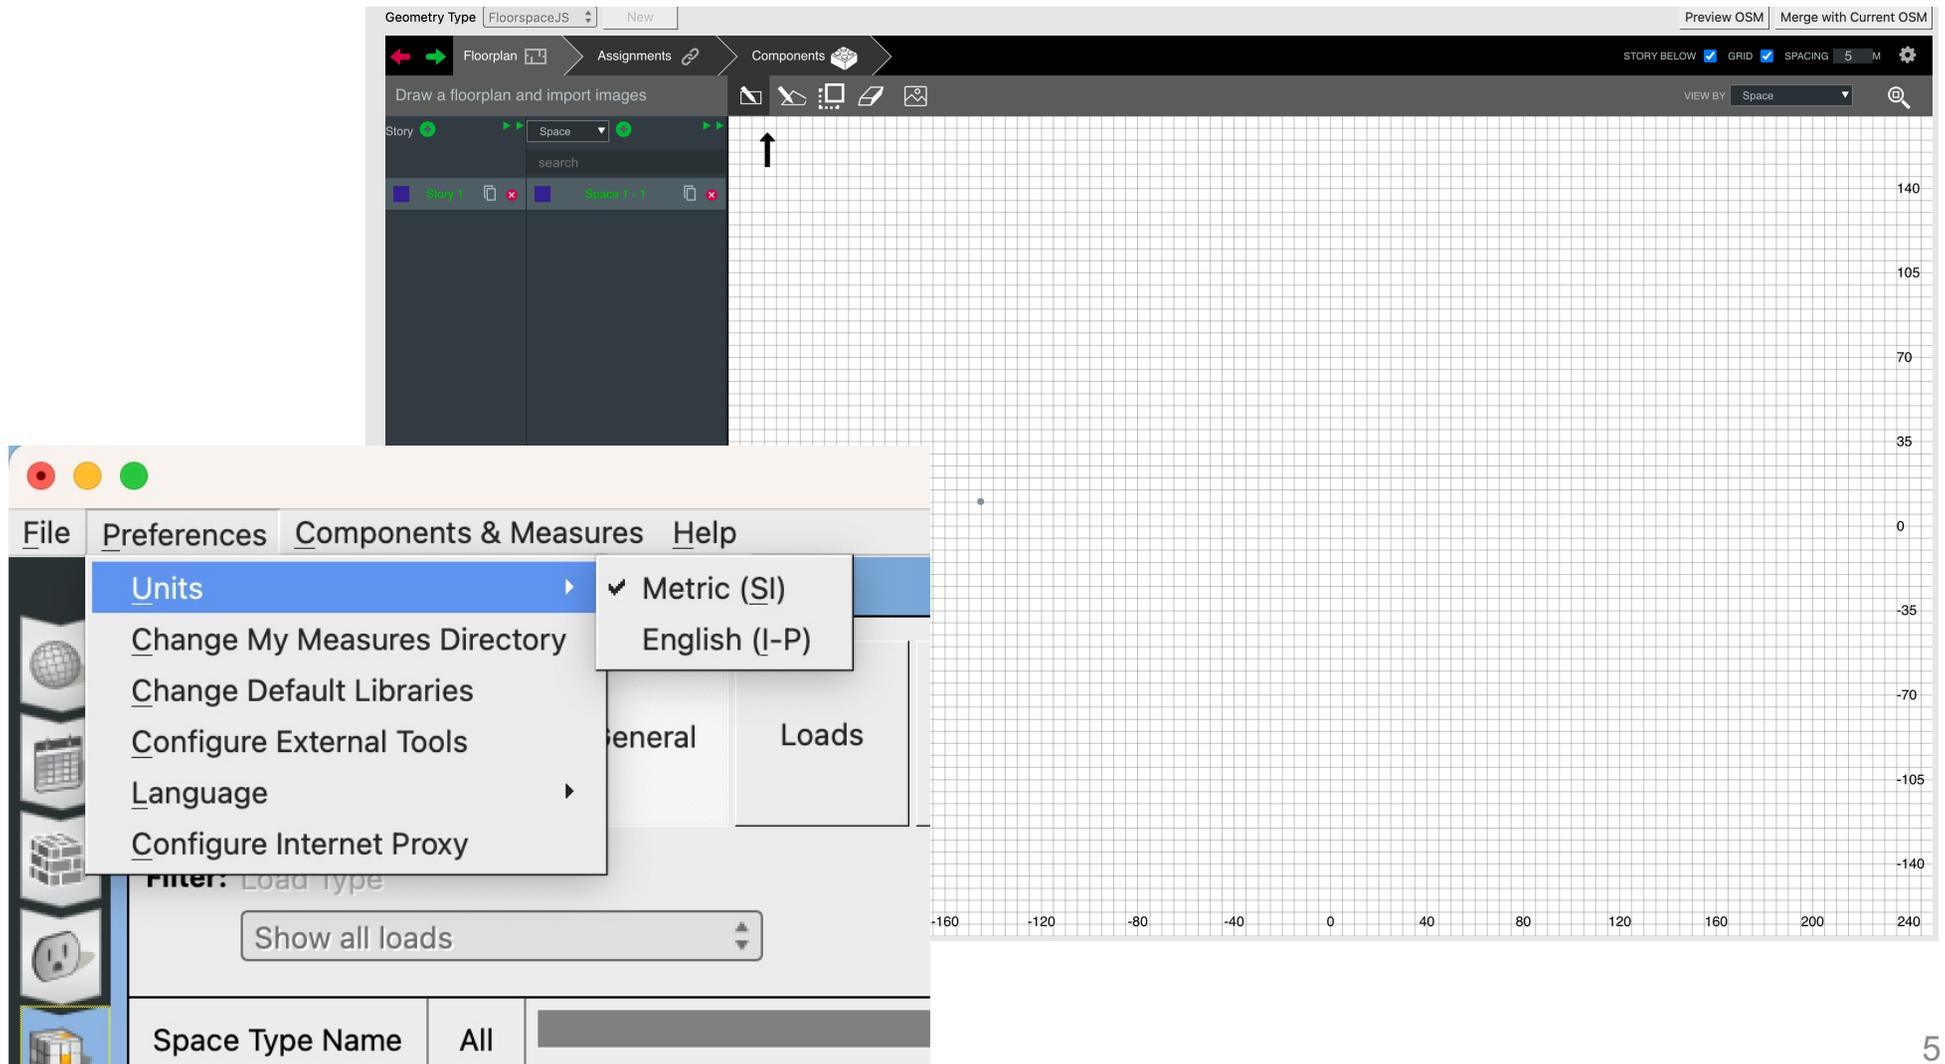 Geometry Type FloorspaceJS New Preview OSM Merge with Current OSM
Floorplan Assignments Components STORY BELOW GRID SPACING 5 M
Draw a floorplan and import images VIEW BY Space
Story Space
search
Story 1 Space 1 - 1
140
105
70
35
0
-35
-70
-105
-140
-160 -120 -80 -40 0 40 80 120 160 200 240
File Preferences Components & Measures Help
Units Metric (SI)
Change My Measures Directory English (I-P)
Change Default Libraries
Configure External Tools General Loads
Language
Configure Internet Proxy
Filter: Load Type
Show all loads
Space Type Name All
5